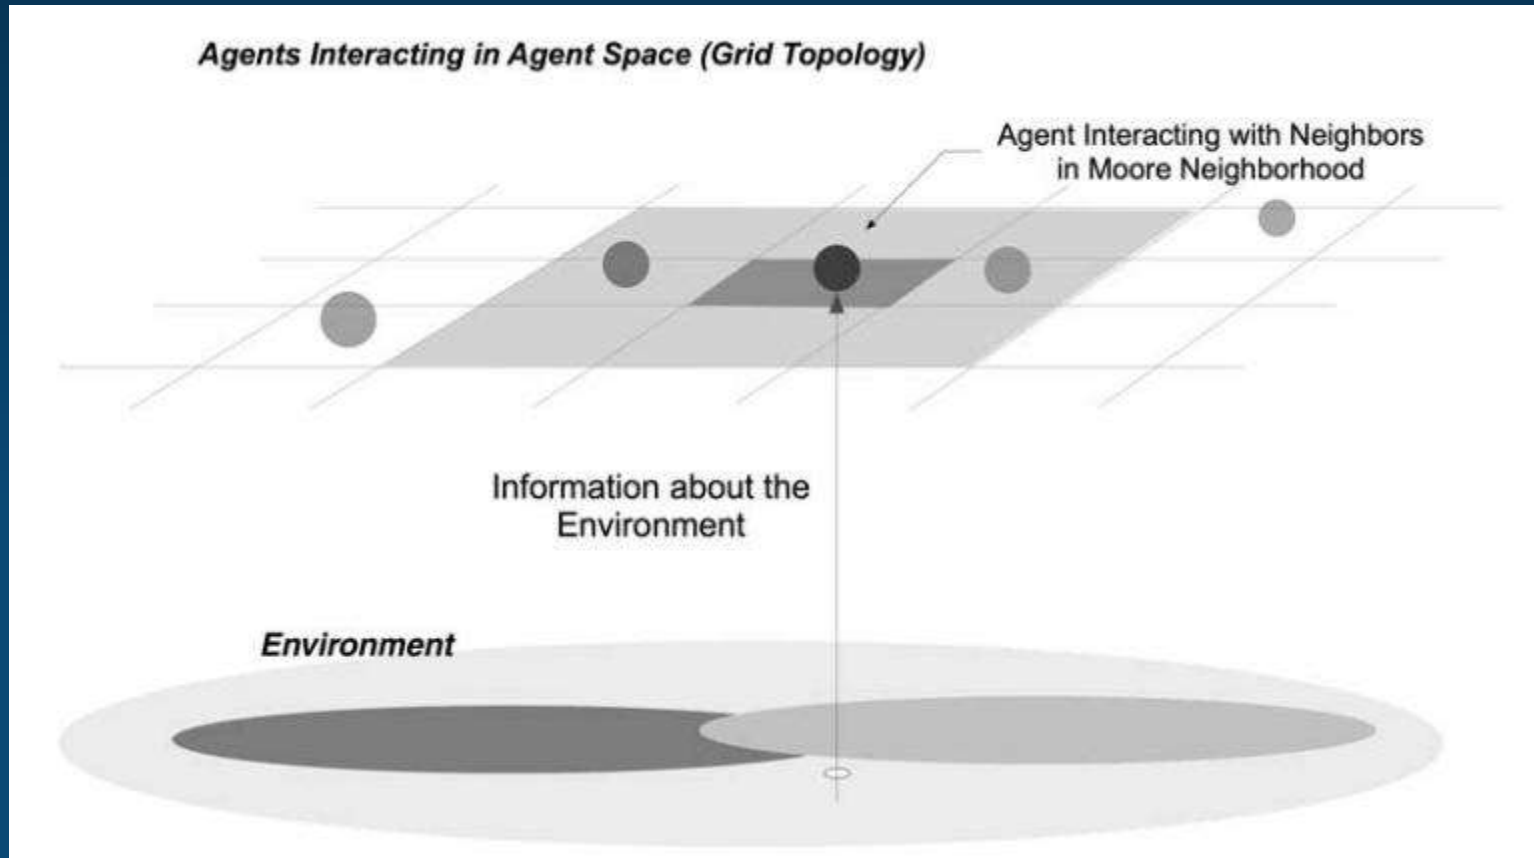 Agents Interacting in Agent Space (Grid Topology)
Agent Interacting with Neighbors
in Moore Neighborhood
Information about the
Environment
Environment